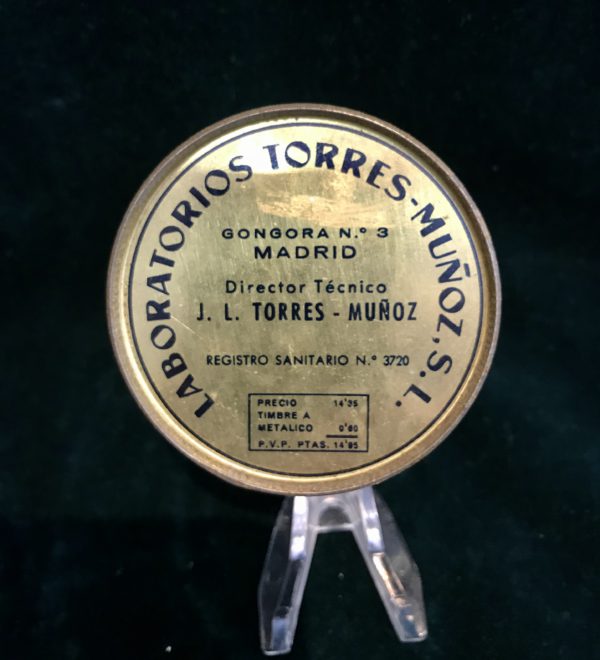 LABORATORIOS TORRES-MUÑOZ, S.L.
GONGORA N.º 3
MADRID
Director Técnico
J. L. TORRES - MUÑOZ
REGISTRO SANITARIO N.º 3720
PRECIO 14'35
TIMBRE A
METALICO 0'60
P.V.P. PTAS. 14'95